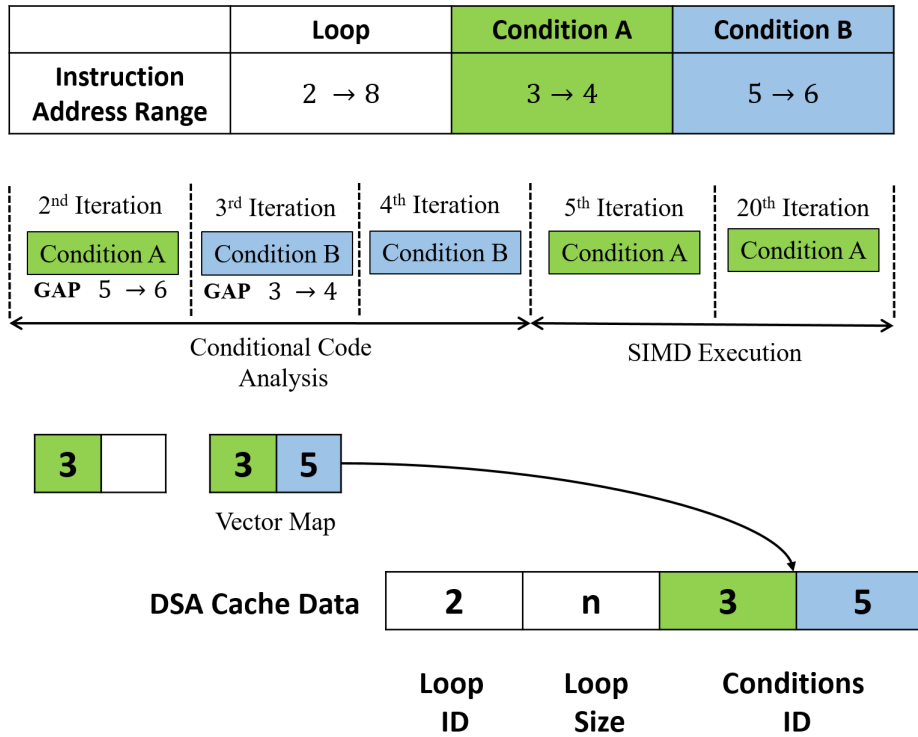 Loop Condition A Condition B
Instruction Address Range 2 → 8 3 → 4 5 → 6
2nd Iteration 3rd Iteration 4th Iteration 5th Iteration 20th Iteration
Condition A Condition B Condition B Condition A Condition A
GAP 5 → 6 GAP 3 → 4
Conditional Code
Analysis
SIMD Execution
3 3 5
Vector Map
DSA Cache Data 2 n 3 5
Loop ID Loop Size Conditions ID